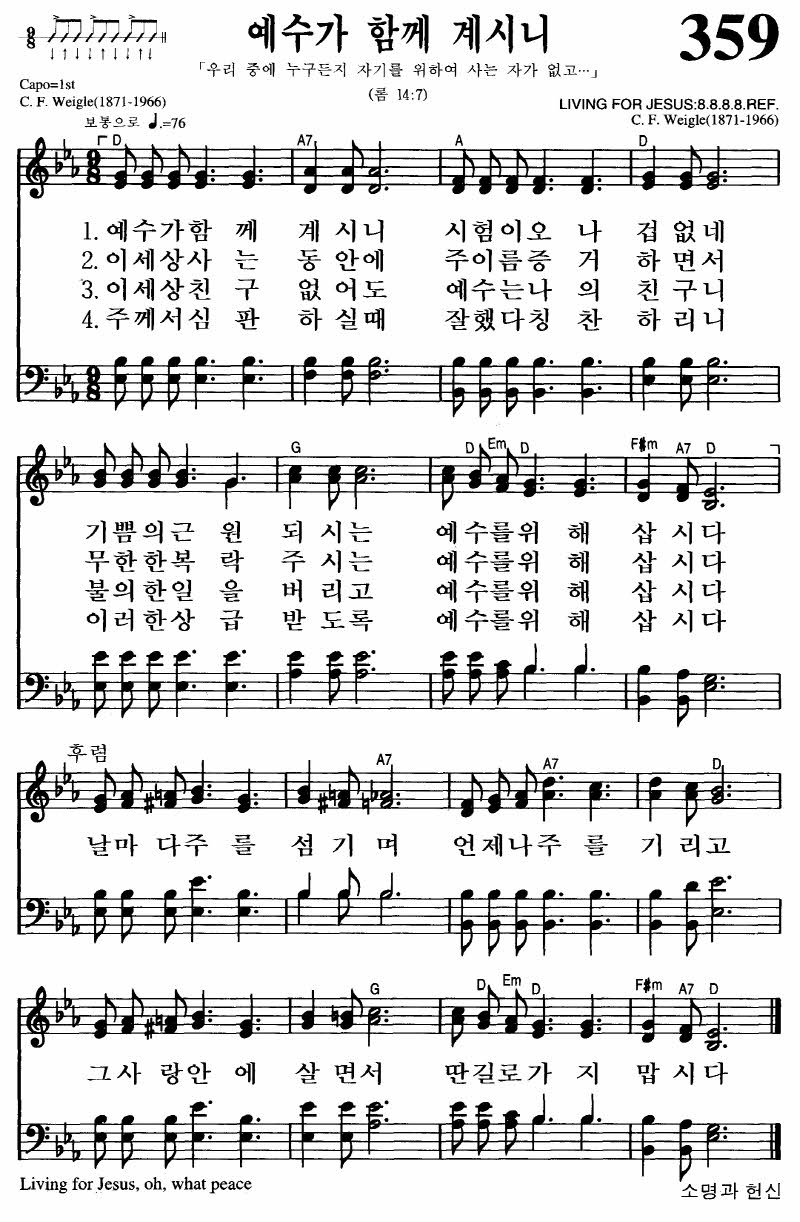 예수가 함께 계시니
359
「우리 중에 누구든지 자기를 위하여 사는 자가 없고…」
(롬 14:7)
Capo=1st
C. F. Weigle(1871-1966)
LIVING FOR JESUS:8.8.8.8.REF.
C. F. Weigle(1871-1966)
보통으로 ♩.=76
D A7 A D
1. 예수가함 께 계 시니 시험이오 나 겁 없네
2. 이세상사 는 동 안에 주이름증 거 하 면서
3. 이세상친 구 없 어도 예수는나 의 친 구니
4. 주께서심 판 하 실때 잘했다칭 찬 하 리니
G D Em D F#m A7 D
기쁨의근 원 되 시는 예수를위 해 삽 시다
무한한복 락 주 시는 예수를위 해 삽 시다
불의한일 을 버 리고 예수를위 해 삽 시다
이러한상 급 받 도록 예수를위 해 삽 시다
후렴
A7 A7 D
날마 다주 를 섬 기 며 언제나주 를 기 리고
G D Em D F#m A7 D
그사 랑안 에 살 면서 딴길로가 지 맙 시다
Living for Jesus, oh, what peace
소명과 헌신